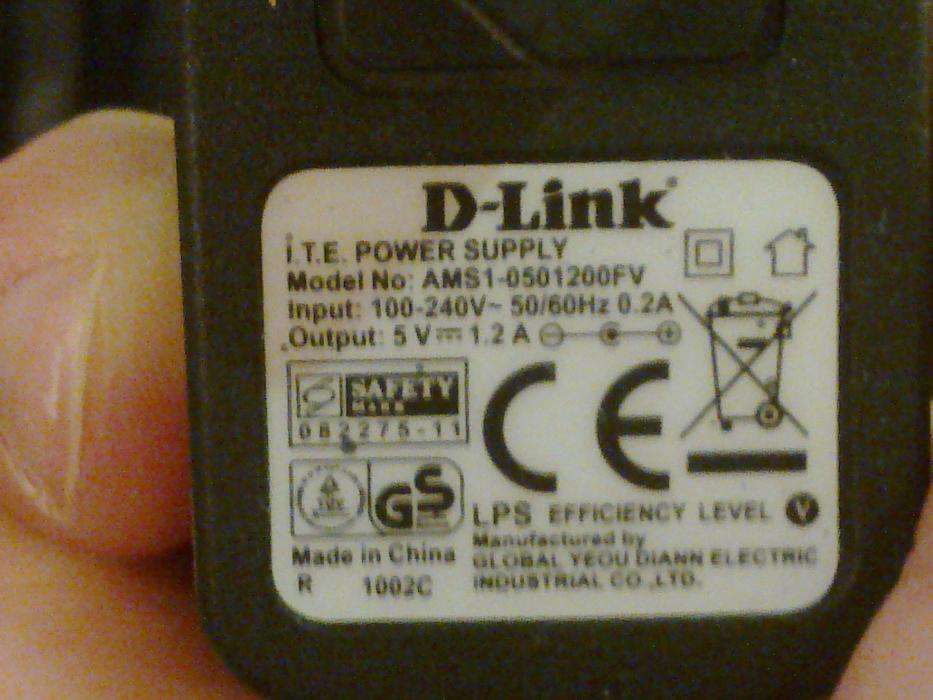 D-Link
I.T.E. POWER SUPPLY
Model No: AMS1-0501200FV
Input: 100-240V~ 50/60Hz 0.2A
Output: 5 V⎓ 1.2 A
SAFETY
MARK
082275-11
CE
GS
LPS EFFICIENCY LEVEL V
Manufactured by
GLOBAL YEOU DIANN ELECTRIC
INDUSTRIAL CO.,LTD.
Made in China
R 1002C